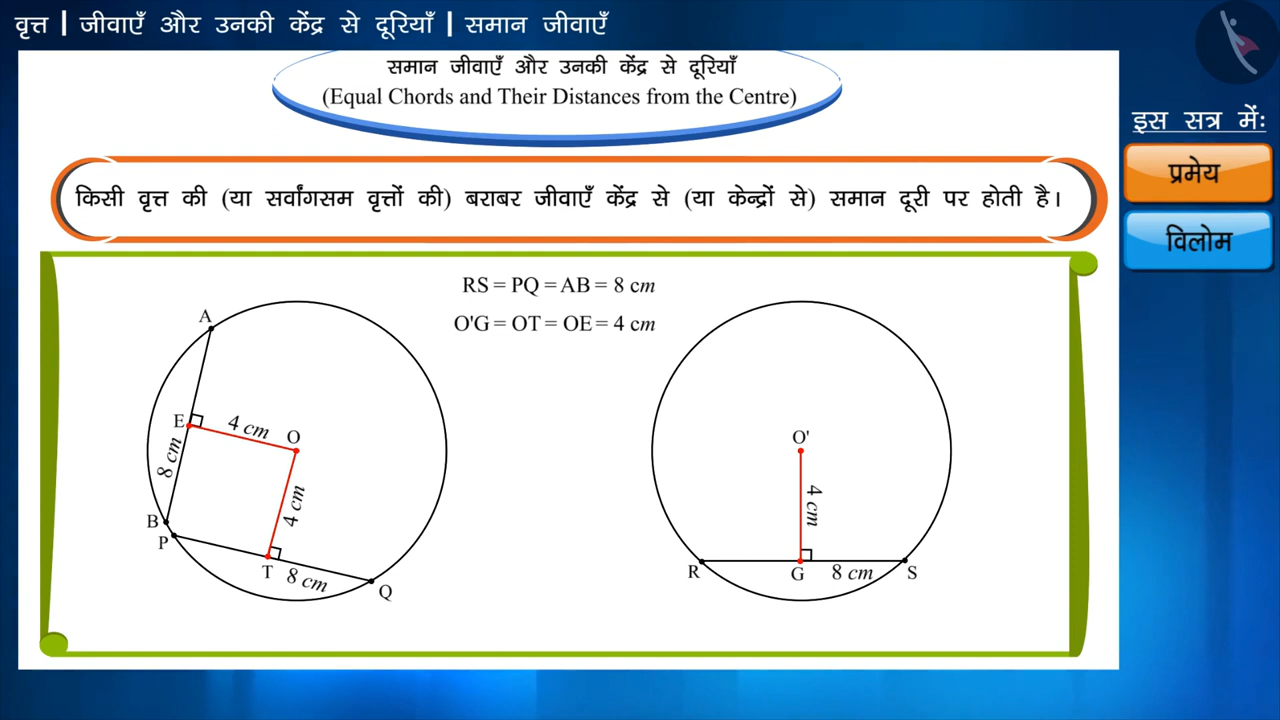 वृत्त | जीवाएँ और उनकी केंद्र से दूरियाँ | समान जीवाएँ
समान जीवाएँ और उनकी केंद्र से दूरियाँ
(Equal Chords and Their Distances from the Centre)
इस सत्र में:
प्रमेय
विलोम
किसी वृत्त की (या सर्वांगसम वृत्तों की) बराबर जीवाएँ केंद्र से (या केन्द्रों से) समान दूरी पर होती है।
RS = PQ = AB = 8 cm
O'G = OT = OE = 4 cm
A
E
4 cm
O
8 cm
4 cm
B
P
T
8 cm
Q
O'
4 cm
R
G
8 cm
S